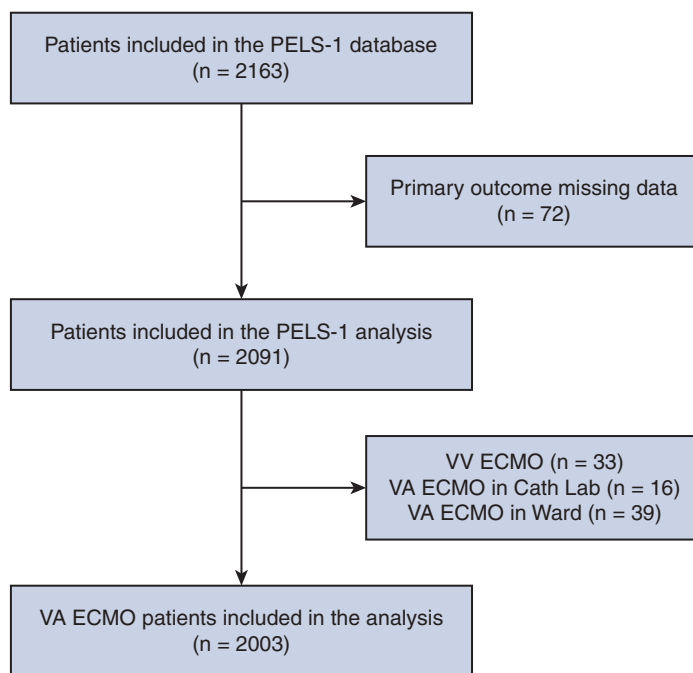 Patients included in the PELS-1 database
(n = 2163)
Primary outcome missing data
(n = 72)
Patients included in the PELS-1 analysis
(n = 2091)
VV ECMO (n = 33)
VA ECMO in Cath Lab (n = 16)
VA ECMO in Ward (n = 39)
VA ECMO patients included in the analysis
(n = 2003)